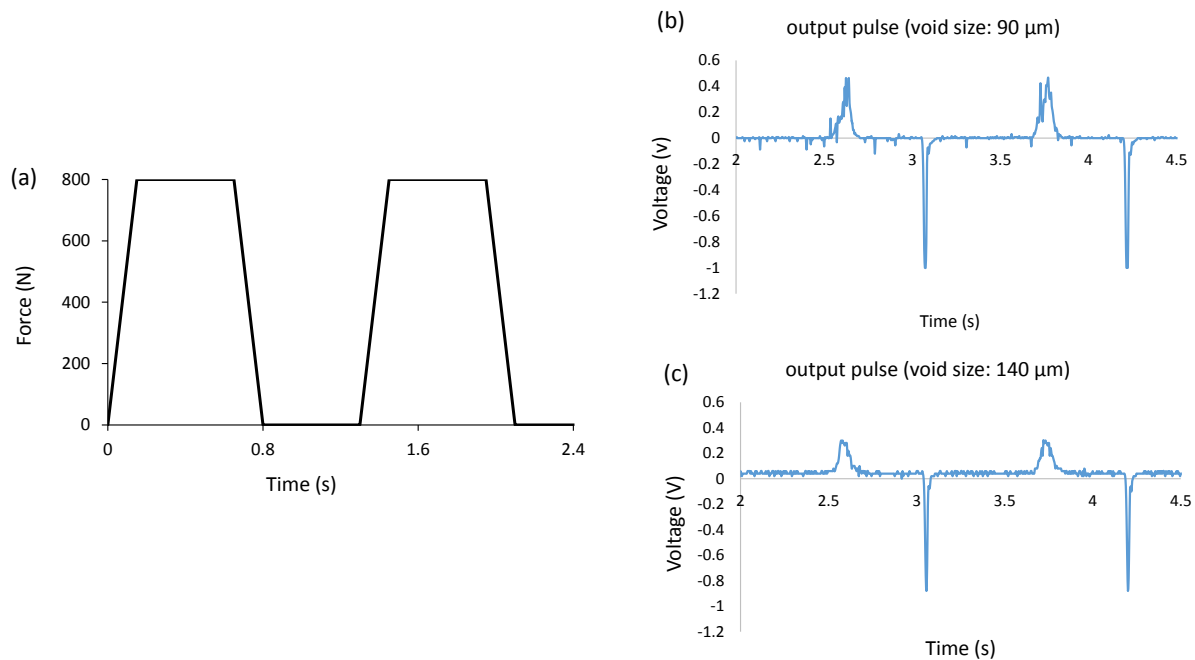 (a)
800
600
400
200
0
0 0.8 1.6 2.4
Force (N)
Time (s)
(b)
output pulse (void size: 90 µm)
0.6
0.4
0.2
0
-0.2
-0.4
-0.6
-0.8
-1
-1.2
2 2.5 3 3.5 4 4.5
Voltage (v)
Time (s)
(c)
output pulse (void size: 140 µm)
0.6
0.4
0.2
0
-0.2
-0.4
-0.6
-0.8
-1
-1.2
2 2.5 3 3.5 4 4.5
Voltage (V)
Time (s)